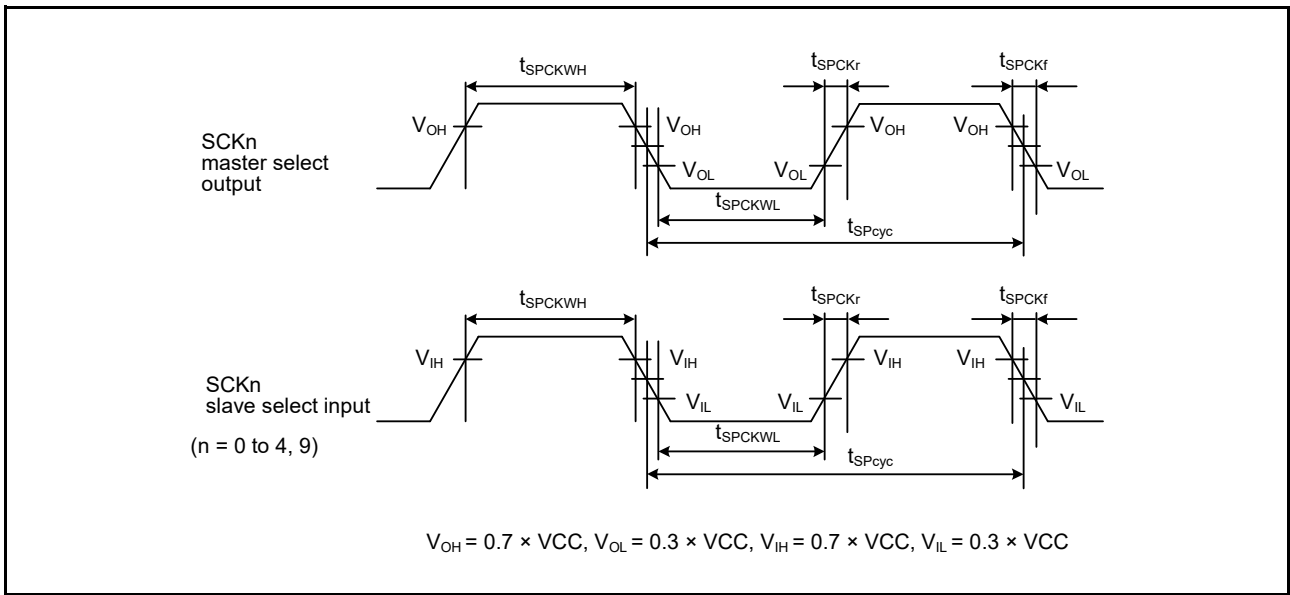 tSPCKWH tSPCKr tSPCKf
VOH VOH VOH VOH
SCKn
master select
output
VOL VOL VOL
tSPCKWL
tSPcyc
tSPCKWH tSPCKr tSPCKf
VIH VIH VIH VIH
SCKn
slave select input
VIL VIL VIL
(n = 0 to 4, 9)
tSPCKWL
tSPcyc
VOH = 0.7 × VCC, VOL = 0.3 × VCC, VIH = 0.7 × VCC, VIL = 0.3 × VCC